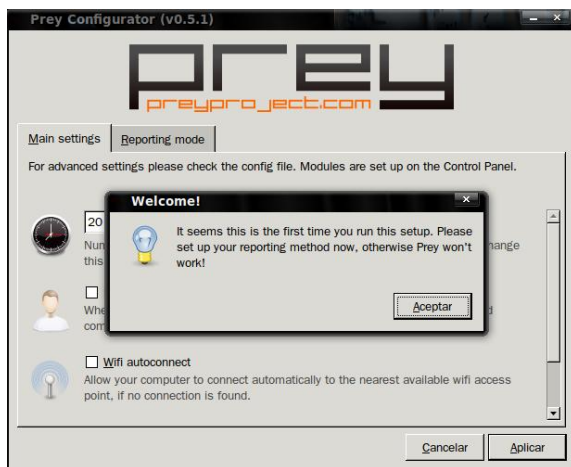 Prey Configurator (v0.5.1)
prey
preyproject.com
Main settings
Reporting mode
For advanced settings please check the config file. Modules are set up on the Control Panel.
Welcome!
It seems this is the first time you run this setup. Please
set up your reporting method now, otherwise Prey won't
work!
Aceptar
20
this
Wifi autoconnect
Allow your computer to connect automatically to the nearest available wifi access
point, if no connection is found.
Cancelar
Aplicar